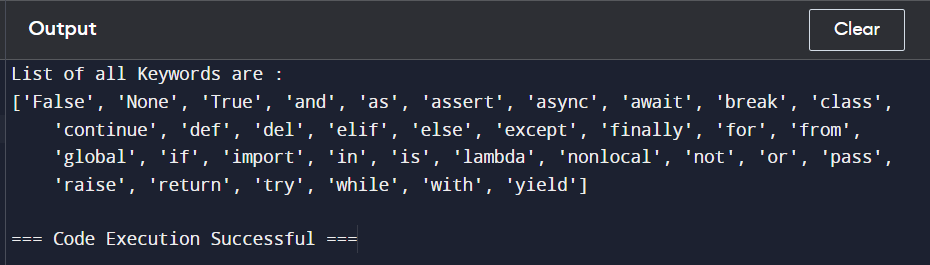 Output
Clear
List of all Keywords are :
['False', 'None', 'True', 'and', 'as', 'assert', 'async', 'await', 'break', 'class',
'continue', 'def', 'del', 'elif', 'else', 'except', 'finally', 'for', 'from',
'global', 'if', 'import', 'in', 'is', 'lambda', 'nonlocal', 'not', 'or', 'pass',
'raise', 'return', 'try', 'while', 'with', 'yield']
=== Code Execution Successful ===